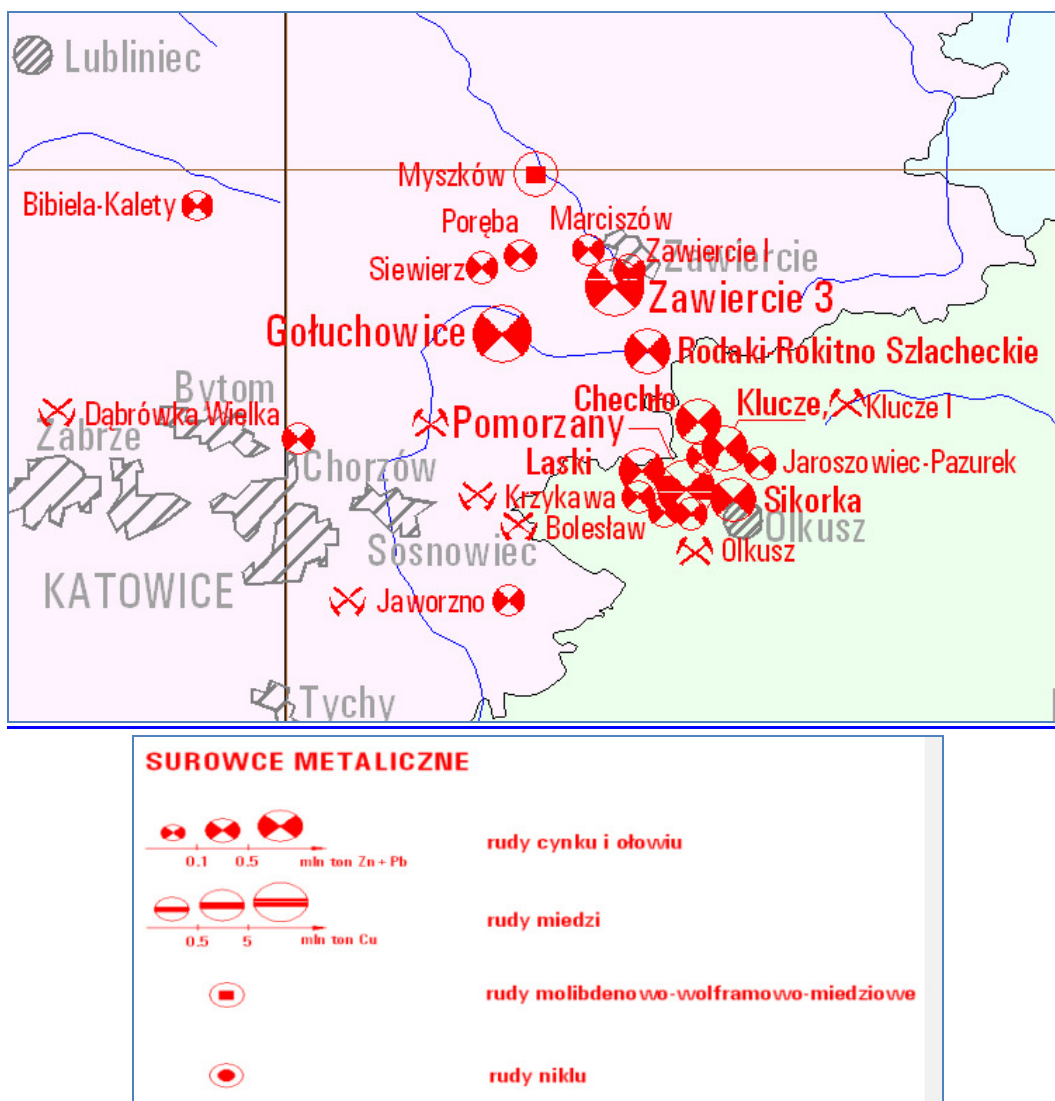 Lubliniec
Myszków
Bibiela-Kalety
Marciszów
Poręba
Zawiercie I
Zawiercie
Siewierz
Zawiercie 3
Gołuchowice
Rodaki Rokitno Szlacheckie
Bytom
Chechło
Klucze,
Klucze I
Dąbrówka Wielka
Pomorzany
Zabrze
Chorzów
Laski
Jaroszowiec-Pazurek
Krzykawa
Sikorka
Bolesław
Olkusz
Sosnowiec
Olkusz
KATOWICE
Jaworzno
Tychy
SUROWCE METALICZNE
rudy cynku i ołowiu
0.1 0.5 mln ton Zn + Pb
rudy miedzi
0.5 5 mln ton Cu
rudy molibdenowo-wolframowo-miedziowe
rudy niklu